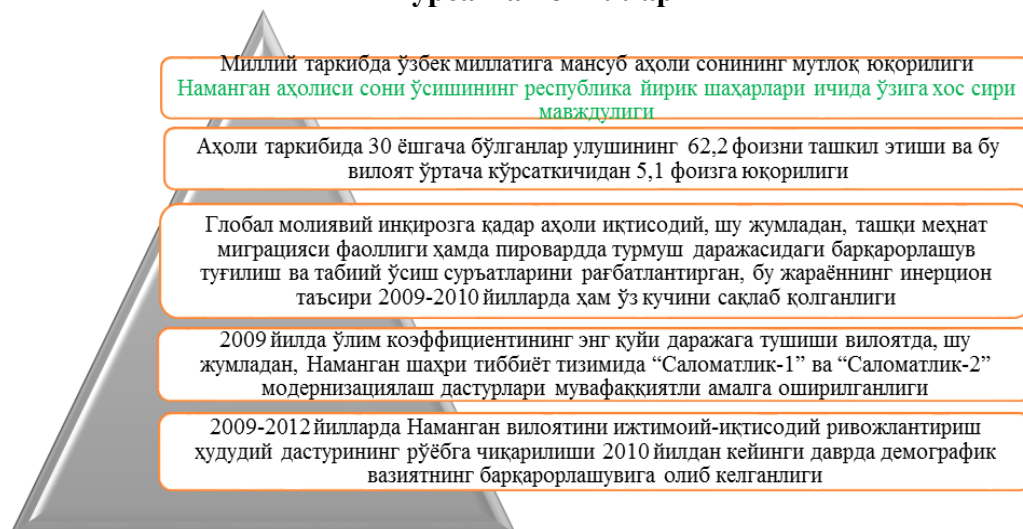 Миллий таркибда ўзбек миллатига мансуб аҳоли сонининг мутлоқ юқорилиги
Наманган аҳолиси сони ўсишининг республика йирик шаҳарлари ичида ўзига хос сири
мавждулиги
Аҳоли таркибида 30 ёшгача бўлганлар улушининг 62,2 фоизни ташкил этиши ва бу
вилоят ўртача кўрсаткичидан 5,1 фоизга юқорилиги
Глобал молиявий инқирозга қадар аҳоли иқтисодий, шу жумладан, ташқи меҳнат
миграцияси фаоллиги ҳамда пировардда турмуш даражасидаги барқарорлашув
туғилиш ва табиий ўсиш суръатларини рағбатлантирган, бу жараённинг инерцион
таъсири 2009-2010 йилларда ҳам ўз кучини сақлаб қолганлиги
2009 йилда ўлим коэффициентининг энг қуйи даражага тушиши вилоятда, шу
жумладан, Наманган шаҳри тиббиёт тизимида “Саломатлик-1” ва “Саломатлик-2”
модернизациялаш дастурлари мувафаққиятли амалга оширилганлиги
2009-2012 йилларда Наманган вилоятини ижтимоий-иқтисодий ривожлантириш
ҳудудий дастурининг рўёбга чиқарилиши 2010 йилдан кейинги даврда демографик
вазиятнинг барқарорлашувига олиб келганлиги